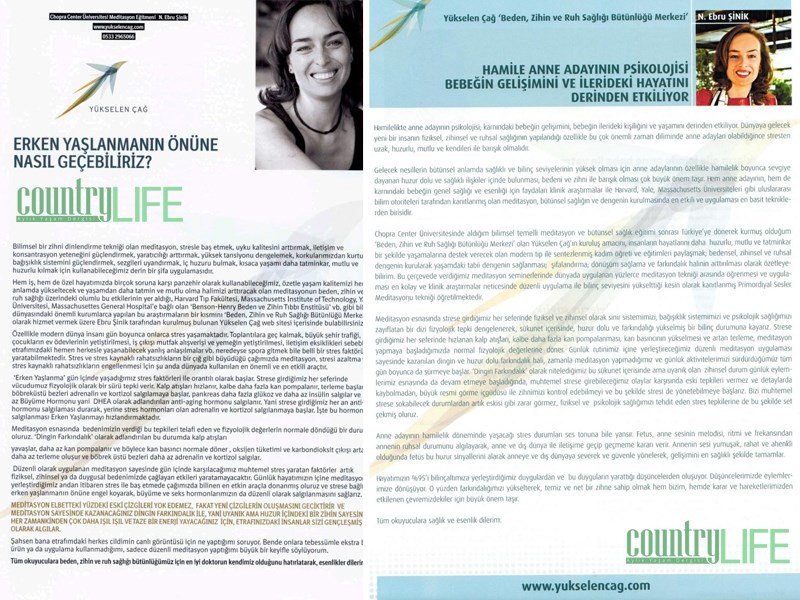 Chopra Center Üniversitesi Meditasyon Eğitmeni N. Ebru Şinik
www.yukselencag.com
0533 2965066
YÜKSELEN ÇAĞ
ERKEN YAŞLANMANIN ÖNÜNE
NASIL GEÇEBİLİRİZ?
country LIFE
Aylık Yaşam Dergisi
Bilimsel bir zihni dinlendirme tekniği olan meditasyon, stresle baş etmek, uyku kalitesini arttırmak, iletişim ve
konsantrasyon yeteneğini güçlendirmek, yaratıcılığı arttırmak, yüksek tansiyonu dengelemek, korkularımızdan
bağışıklık sistemini güçlendirmek, sezgileri uyandırmak, iç huzuru bulmak, kısaca yaşamı daha tatminkar, mutlu ve
huzurlu kılmak için kullanabileceğimiz derin bir şifa uygulamasıdır.
Hem iş, hem de özel hayatımızda birçok soruna karşı panzehir olarak kullanabileceğimiz, özetle yaşam kalitemizi
anlamda yükseltecek ve yaşamdan daha tatmin ve mutlu olma halimizi arttıracak olan meditasyonun beden, zihin ve
ruh sağlığı üzerindeki olumlu bu etkilerinin yer aldığı, Harvard Tıp Fakültesi, Massachusetts Institute of Technology,
Üniversitesi, Massachusetts General Hospital'e bağlı olan 'Benson-Henry Beden ve Zihin Tıbbı Enstitüsü' vb. gibi
dünyasındaki önemli kurumlarca yapılan bu araştırmaların bir kısmını 'Beden, Zihin ve Ruh Sağlığı Bütünlüğü
olarak hizmet vermek üzere Ebru Şinik tarafından kurulmuş bulunan Yükselen Çağ web sitesi içerisinde bulabilirsiniz
Özellikle modern dünya insanı gün boyunca onlarca stres yaşamaktadır. Toplantılara geç kalmak, büyük şehir trafiği,
çocukların ev ödevlerinin yetiştirilmesi, iş çıkışı mutfak alışverişi ve yemeğin yetiştirilmesi, iletişim eksiklikleri
etrafımızdaki hemen herkesle yaşanabilecek yanlış anlaşılmalar vb. neredeyse spora gitmek bile belli bir stres
yaratabilmektedir. Stres ve stres kaynaklı rahatsızlıkların bir çığ gibi büyüdüğü çağımızda meditasyon, stresi azaltma
stres kaynaklı rahatsızlıkların engellenmesi için şu anda dünyada kullanılan en önemli ve en etkili araçtır.
'Erken Yaşlanma' gün içinde yaşadığımız stres faktörleri ile orantılı olarak başlar. Strese girdiğimiz her seferinde
vücudumuz fizyolojik olarak bir sürü tepki verir. Kalp atışları hızlanır, kalbe daha fazla kan pompalanır, terleme
böbreküstü bezleri adrenalin ve kortizol salgılamaya başlar, pankreas daha fazla glükoz ve daha az insülin salgılar ve
az Büyüme Hormonu yani DHEA olarak adlandırılan anti-aging hormonu salgılar. Yani strese girdiğimiz her an
hormonu salgılaması durarak, yerine stres hormonları olan adrenalin ve kortizol salgılamaya başlar. İşte bu
salgılanması Erken Yaşlanmayı hızlandırmaktadır.
Meditasyon esnasında bedenimizin verdiği bu tepkileri telafi eden ve fizyolojik değerlerin normale döndüğü bir
oluruz. 'Dingin Farkındalık' olarak adlandırılan bu durumda kalp atışları
yavaşlar, daha az kan pompalanır ve böylece kan basıncı normale döner , oksijen tüketimi ve karbondioksit çıkışı
daha az terleme oluşur ve böbrek üstü bezleri daha az adrenalin ve kortizol salgılar.
Düzenli olarak uygulanan meditasyon sayesinde gün içinde karşılacağımız muhtemel stres yaratan faktörler artık
fiziksel, zihinsel ya da duygusal bedenimizde çağlayan etkileri yaratamayacaktır. Günlük hayatımızın içine meditasyonu
yerleştirdiğimiz andan itibaren stres ile baş etmede çağımızda bilinen en etkin araçla donanmış oluruz ve strese bağlı
erken yaşlanmanın önüne engel koyarak, büyüme ve seks hormonlarımızın da düzenli olarak salgılanmasını sağlarız.
MEDİTASYON ELBETTEKİ YÜZDEKİ ESKİ ÇİZGİLERİ YOK EDEMEZ, FAKAT YENİ ÇİZGİLERİN OLUŞMASINI GECİKTİRİR VE
MEDİTASYON SAYESİNDE KAZANACAĞINIZ DİNGİN FARKINDALIK İLE, YANİ UYANIK AMA HUZUR İÇİNDEKİ BİR ZİHİN
HER ZAMANKİNDEN ÇOK DAHA IŞIL IŞIL VE TAZE BİR ENERJİ YAYACAĞINIZ İÇİN, ETRAFINIZDAKİ İNSANLAR SİZİ GENÇLEŞMİŞ
OLARAK ALGILAR.
Şahsen bana etrafımdaki herkes cildimin canlı görüntüsü için ne yaptığımı soruyor. Bende onlara tebessümle ekstra
ürün ya da uygulama kullanmadığımı, sadece düzenli meditasyon yaptığımı büyük bir keyifle söylüyorum.
Tüm okuyuculara beden, zihin ve ruh sağlığı bütünlüğümüz için en iyi doktorun kendimiz olduğunu hatırlatarak, esenlikler
Yükselen Çağ 'Beden, Zihin ve Ruh Sağlığı Bütünlüğü Merkezi'
N. Ebru ŞİNİK
HAMİLE ANNE ADAYININ PSİKOLOJİSİ
BEBEĞİN GELİŞİMİNİ VE İLERİDEKİ HAYATINI
DERİNDEN ETKİLİYOR
Hamilelikte anne adayının psikolojisi; karnındaki bebeğin gelişimini, bebeğin ilerideki kişiliğini ve yaşamını derinden etkiliyor. Dünyaya gelecek
yeni bir insanın fiziksel, zihinsel ve ruhsal sağlığının yapılandığı özellikle bu çok önemli zaman diliminde anne adayları olabildiğince stresten
uzak, huzurlu, mutlu ve kendileri ile barışık olmalıdır.
Gelecek nesillerin bütünsel anlamda sağlıklı ve bilinç seviyelerinin yüksek olması için anne adaylarının özellikle hamilelik boyunca sevgiye
dayanan huzur dolu ve sağlıklı ilişkiler içinde bulunması, bedeni ve zihni ile barışık olması çok büyük önem taşır. Hem anne adayının, hem de
karnındaki bebeğin genel sağlığı ve esenliği için faydaları klinik araştırmalar ile Harvard, Yale, Massachusetts Üniversiteleri gibi uluslararası
bilim otoriteleri tarafından kanıtlanmış olan meditasyon, bütünsel sağlığın ve dengenin korunmasında en etkili ve uygulaması en basit teknikle-
rden birisidir.
Chopra Center Üniversitesinde aldığım bilimsel temelli meditasyon ve bütünsel sağlık eğitimi sonrası Türkiye'ye dönerek kurmuş olduğum
'Beden, Zihin ve Ruh Sağlığı Bütünlüğü Merkezi' olan Yükselen Çağ'ın kuruluş amacını, insanların hayatlarını daha huzurlu, mutlu ve tatminkar
bir şekilde yaşamalarına destek verecek olan modern tıp ile sentezlenmiş kadim öğreti ve eğitimleri paylaşmak; bedensel, zihinsel ve ruhsal
dengenin kurularak yaşamdaki tabii dengenin sağlanması, şifalandırma, dönüşüm sağlama ve farkındalık halinin arttırılması olarak özetleye-
bilirim. Bu çerçevede verdiğimiz meditasyon seminerlerinde dünyada uygulanan yüzlerce meditasyon tekniği arasında öğrenmesi ve uygula-
ması en kolay ve klinik araştırmalar neticesinde düzenli uygulama ile bilinç seviyesini yükselttiği kesin olarak kanıtlanmış Primordiyal Sesler
Meditasyonu tekniği öğretilmektedir.
Meditasyon esnasında strese girdiğimiz her seferinde fiziksel ve zihinsel olarak sinir sistemimizi, bağışıklık sistemimizi ve psikolojik sağlığımızı
zayıflatan bir dizi fizyolojik tepki dengelenerek, sükunet içerisinde, huzur dolu ve farkındalığı yükselmiş bir bilinç durumuna kayarız. Strese
girdiğimiz her seferinde hızlanan kalp atışları, kalbe daha fazla kan pompalanması, kan basıncının yükselmesi ve artan terleme, meditasyon
yapmaya başladığımızda normal fizyolojik değerlerine döner. Günlük rutinimiz içine yerleştireceğimiz düzenli meditasyon uygulaması
sayesinde kazanılan dingin ve huzur dolu farkındalık hali, zamanla meditasyon yapmadığımız ve günlük aktivitelerimizi sürdürdüğümüz tüm
gün boyunca da sürmeye başlar. 'Dingin Farkındalık' olarak nitelediğimiz bu sükunet içerisinde ama uyanık olan zihinsel durum günlük eylem-
lerimiz esnasında da devam etmeye başladığında, muhtemel strese girebileceğimiz olaylar karşısında eski tepkileri vermez ve detaylarda
kaybolmadan, büyük resmi görme içgüdüsü ile zihnimizi kontrol edebilmeyi ve bu şekilde stresi de yönetebilmeye başlarız. Bizi muhtemel
strese sokabilecek durumlardan artık eskisi gibi zarar görmez, fiziksel ve psikolojik sağlığımızı tehdit eden stres tepkilerine de bu şekilde set
çekmiş oluruz.
Anne adayının hamilelik döneminde yaşayacağı stres durumları ses tonuna bile yansır. Fetus, anne sesinin melodisi, ritmi ve frekansından
annenin ruhsal durumunu algılayarak, anne ve dış dünya ile iletişime geçip geçmeme kararı verir. Annenin sesi yumuşak, rahat ve ahenkli
olduğunda fetüs bu huzur sinyallerini alarak anneye ve dış dünyaya severek ve güvenle yönelerek, gelişimini en sağlıklı şekilde tamamlar.
Hayatımızın %95'i bilinçaltımıza yerleştirdiğimiz duygulardan ve bu duyguların yarattığı düşüncelerden oluşuyor. Düşüncelerimizde eylemler-
imize dönüşüyor. O yüzden farkındalığımızı yükselterek, temiz ve net bir zihne sahip olmak hem bizim, hemde karar ve hareketlerimizden
etkilenen çevremizdekiler için büyük önem taşır.
Tüm okuyuculara sağlık ve esenlik dilerim:
country LIFE
Aylık Yaşam Dergisi
www.yukselencag.com